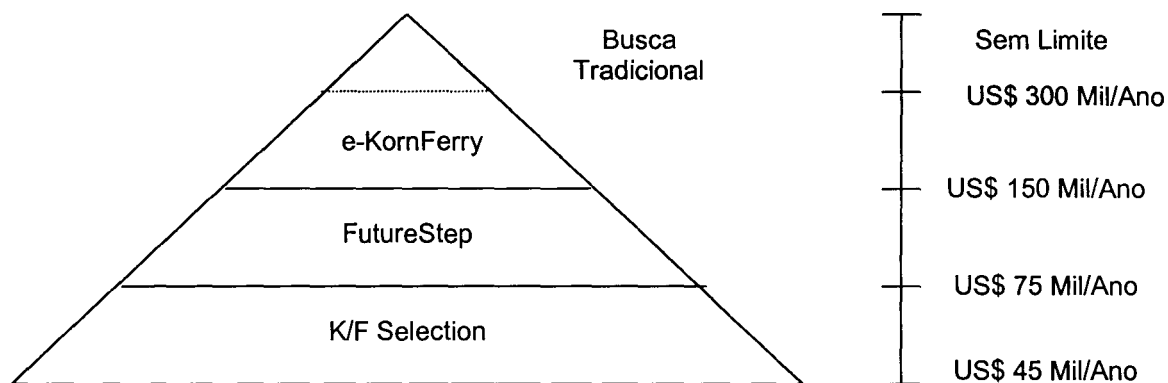 Busca
Tradicional
Sem Limite
US$ 300 Mil/Ano
e-KornFerry
US$ 150 Mil/Ano
FutureStep
US$ 75 Mil/Ano
K/F Selection
US$ 45 Mil/Ano